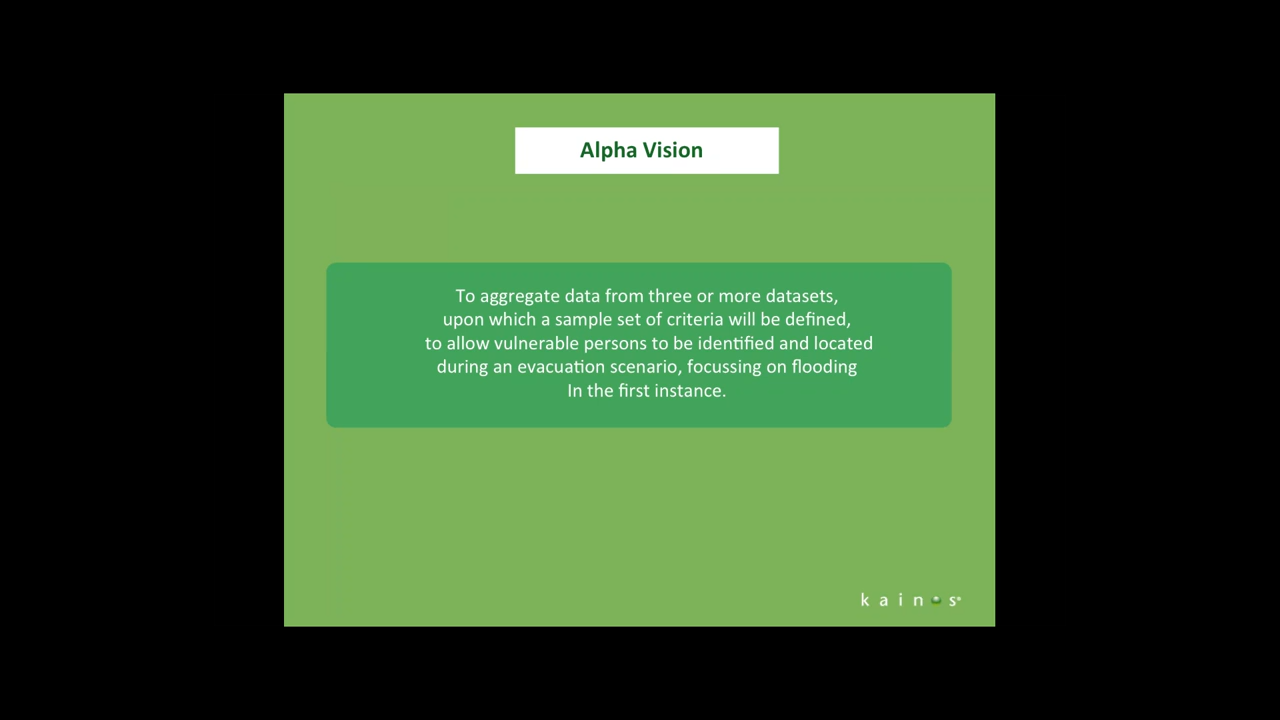 Alpha Vision
To aggregate data from three or more datasets,
upon which a sample set of criteria will be defined,
to allow vulnerable persons to be identified and located
during an evacuation scenario, focussing on flooding
In the first instance.
kainos